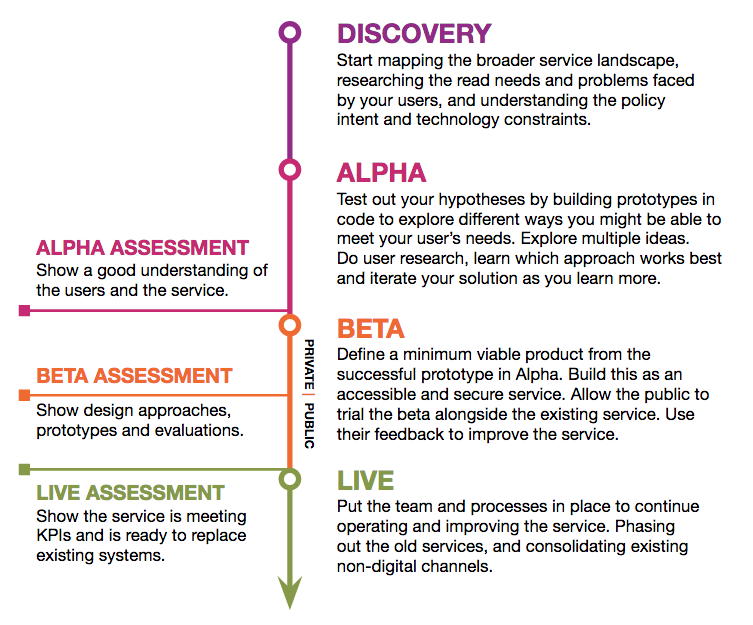 DISCOVERY
Start mapping the broader service landscape,
researching the read needs and problems faced
by your users, and understanding the policy
intent and technology constraints.
ALPHA
Test out your hypotheses by building prototypes in
code to explore different ways you might be able to
meet your user’s needs. Explore multiple ideas.
Do user research, learn which approach works best
and iterate your solution as you learn more.
ALPHA ASSESSMENT
Show a good understanding of
the users and the service.
BETA
Define a minimum viable product from the
successful prototype in Alpha. Build this as an
accessible and secure service. Allow the public to
trial the beta alongside the existing service. Use
their feedback to improve the service.
PRIVATE | PUBLIC
BETA ASSESSMENT
Show design approaches,
prototypes and evaluations.
LIVE
Put the team and processes in place to continue
operating and improving the service. Phasing
out the old services, and consolidating existing
non-digital channels.
LIVE ASSESSMENT
Show the service is meeting
KPIs and is ready to replace
existing systems.